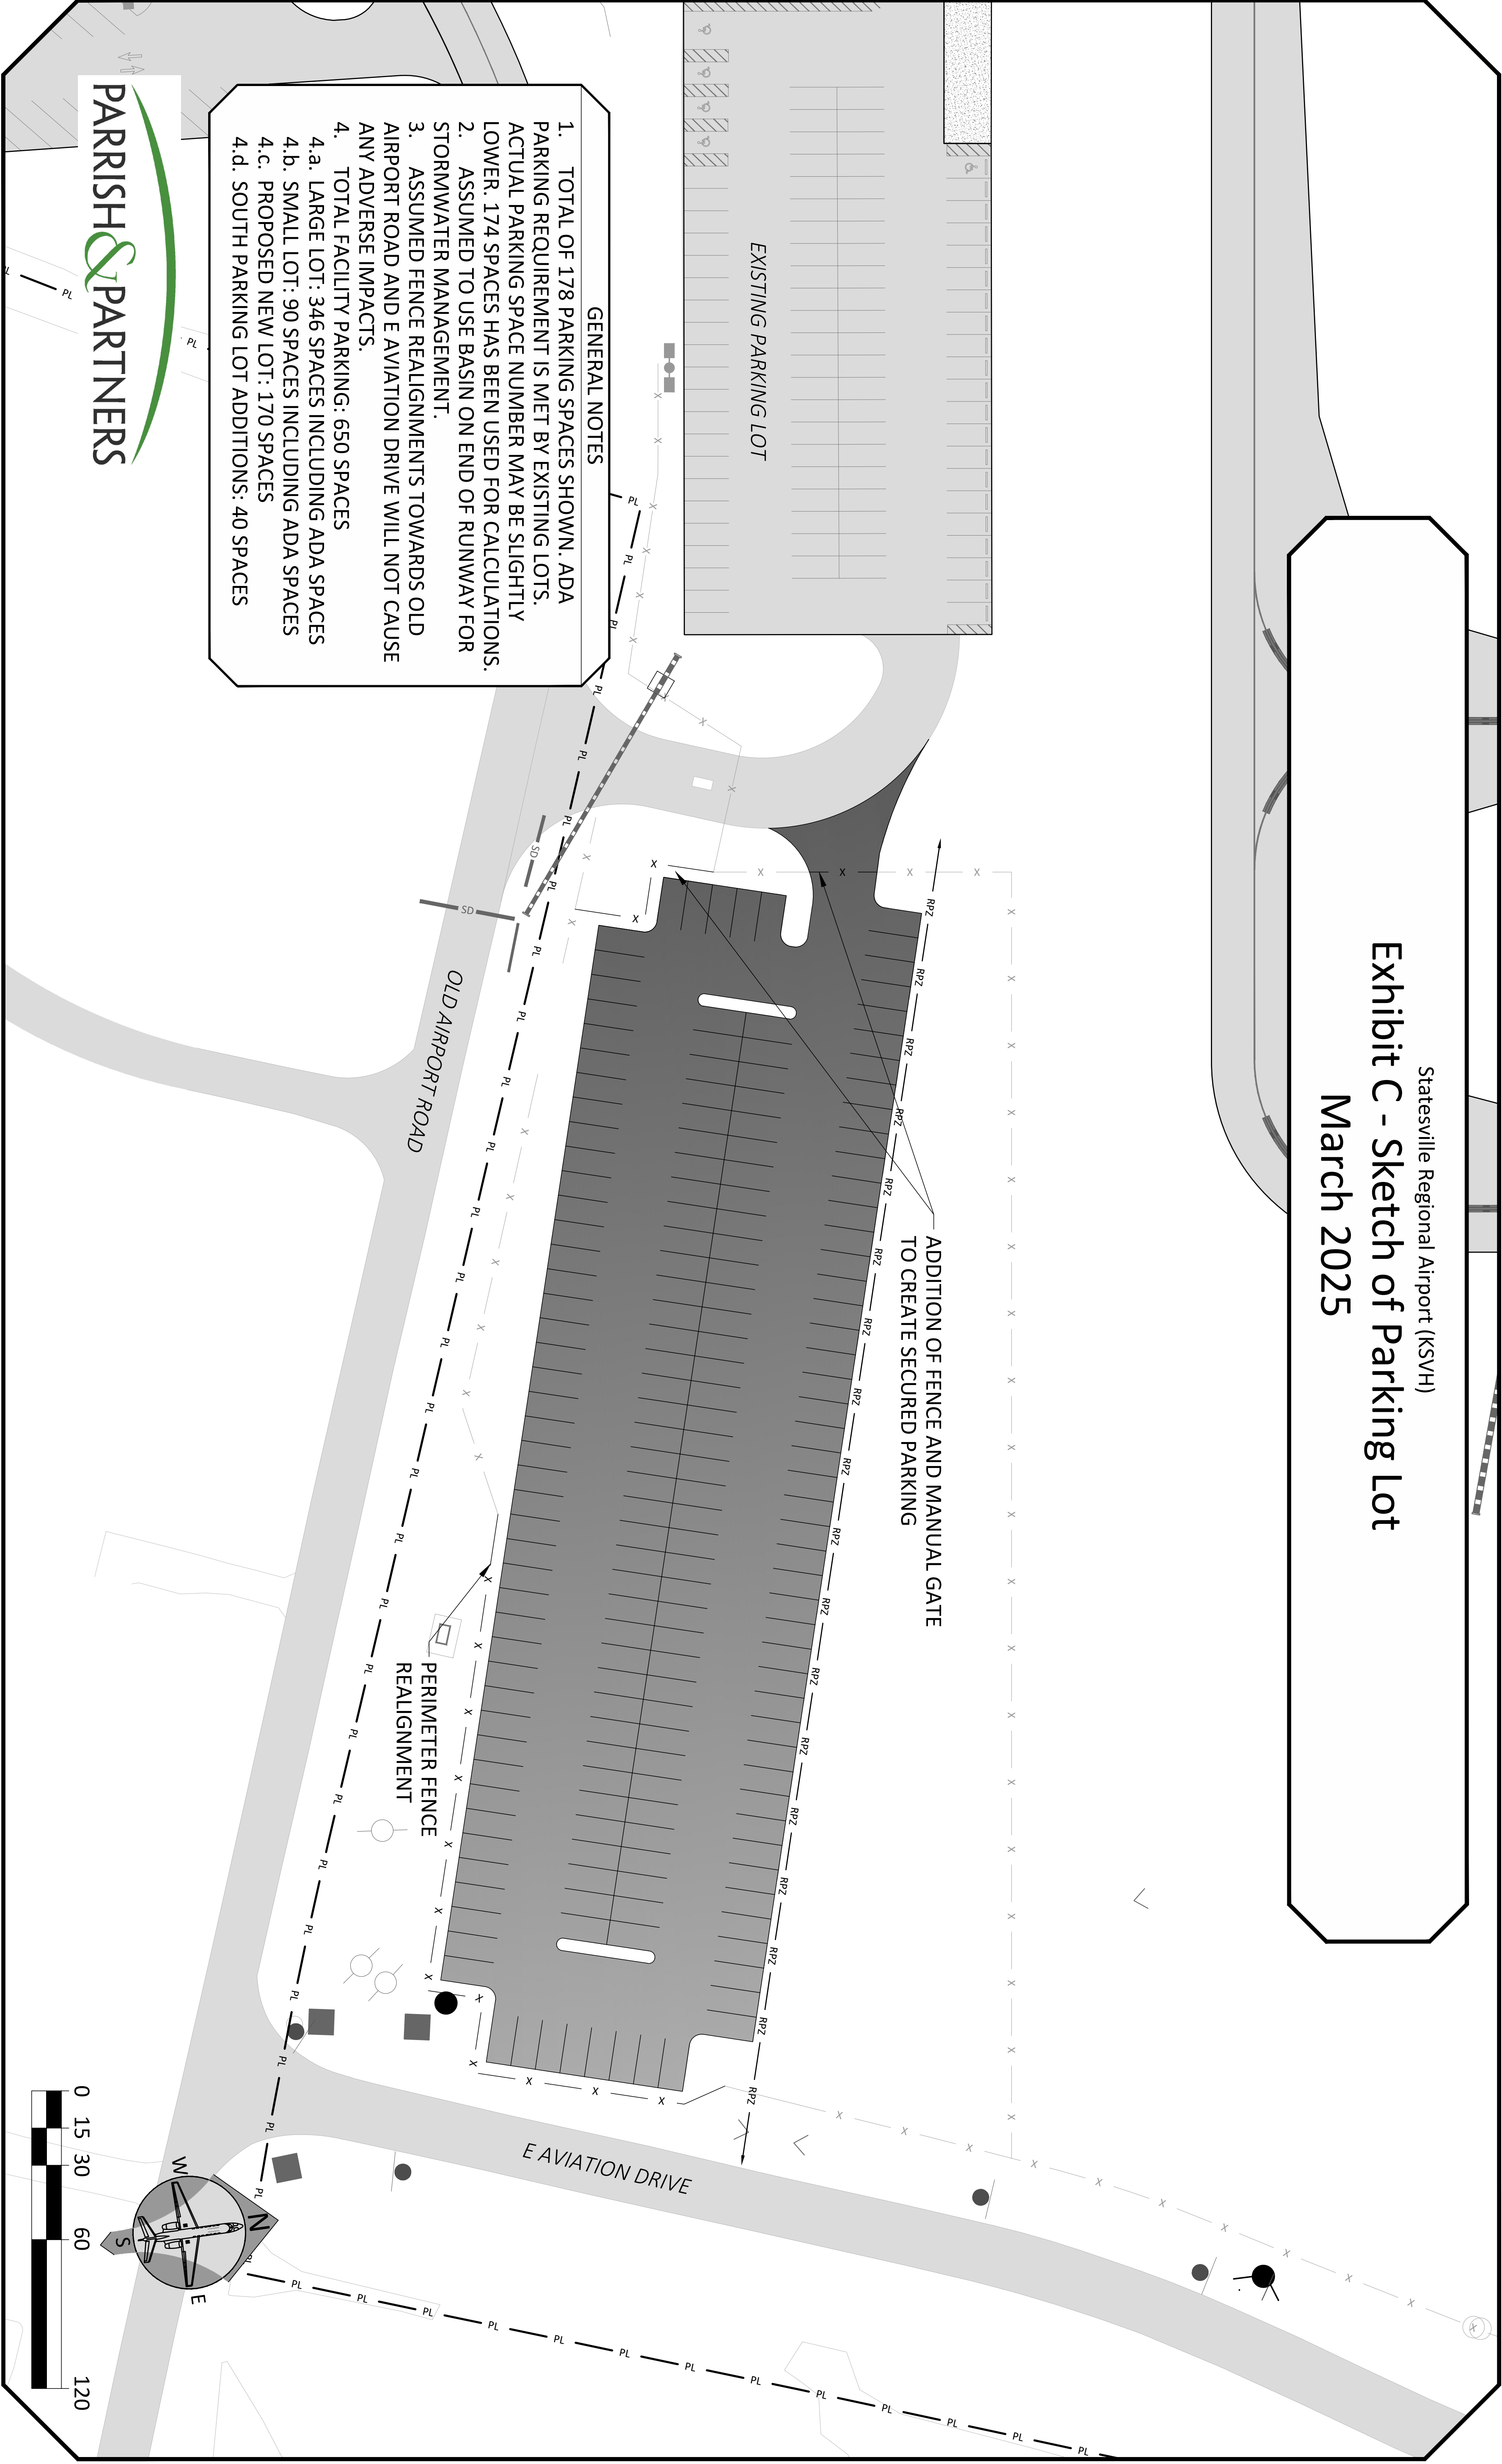 Statesville Regional Airport (KSVH)
Exhibit C - Sketch of Parking Lot
March 2025
EXISTING PARKING LOT
GENERAL NOTES
1. TOTAL OF 178 PARKING SPACES SHOWN. ADA
PARKING REQUIREMENT IS MET BY EXISTING LOTS.
ACTUAL PARKING SPACE NUMBER MAY BE SLIGHTLY
LOWER. 174 SPACES HAS BEEN USED FOR CALCULATIONS.
2. ASSUMED TO USE BASIN ON END OF RUNWAY FOR
STORMWATER MANAGEMENT.
3. ASSUMED FENCE REALIGNMENTS TOWARDS OLD
AIRPORT ROAD AND E AVIATION DRIVE WILL NOT CAUSE
ANY ADVERSE IMPACTS.
4. TOTAL FACILITY PARKING: 650 SPACES
4.a. LARGE LOT: 346 SPACES INCLUDING ADA SPACES
4.b. SMALL LOT: 90 SPACES INCLUDING ADA SPACES
4.c. PROPOSED NEW LOT: 170 SPACES
4.d. SOUTH PARKING LOT ADDITIONS: 40 SPACES
ADDITION OF FENCE AND MANUAL GATE
TO CREATE SECURED PARKING
RPZ
PL
SD
X
OLD AIRPORT ROAD
PERIMETER FENCE
REALIGNMENT
E AVIATION DRIVE
PARRISH&PARTNERS
N
W
E
S
0 15 30 60 120